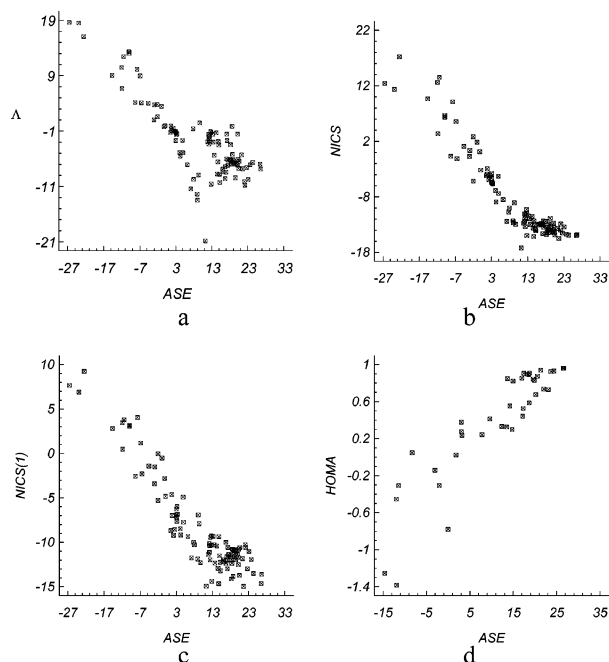 19
9
-1
-11
-21
Λ
-27 -17 -7 3 13 23 33
ASE
a
22
12
2
-8
-18
NICS
-27 -17 -7 3 13 23 33
ASE
b
10
5
0
-5
-10
-15
NICS(1)
-27 -17 -7 3 13 23 33
ASE
c
1
0.6
0.2
-0.2
-0.6
-1
-1.4
HOMA
-15 -5 5 15 25 35
ASE
d